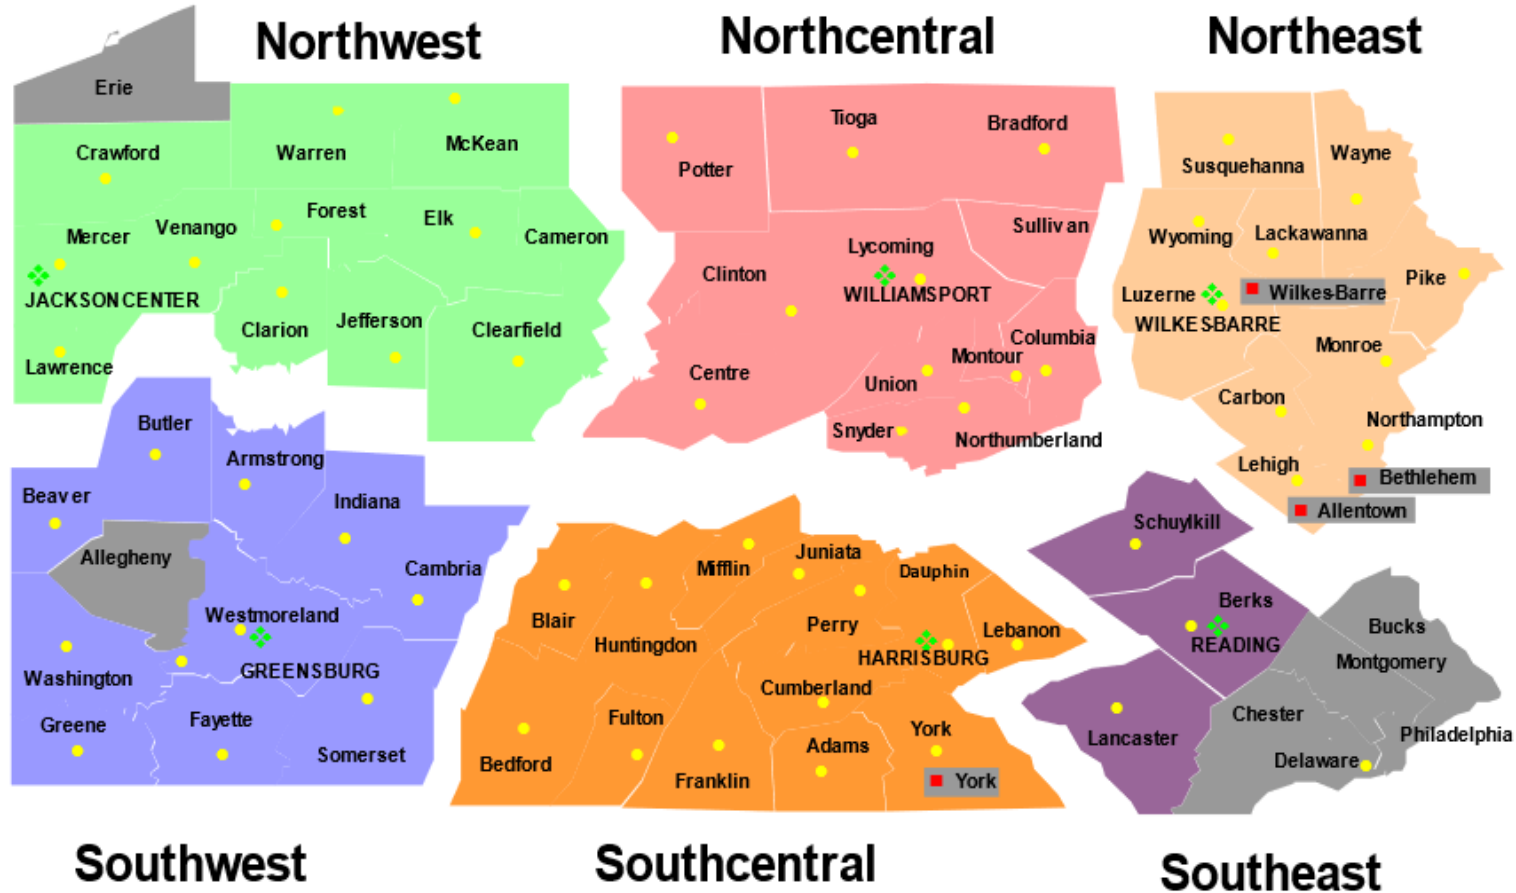 Northwest
Northcentral
Northeast
Erie
Crawford
Warren
McKean
Mercer
Venango
Forest
Elk
Cameron
JACKSON CENTER
Clarion
Jefferson
Clearfield
Lawrence
Potter
Tioga
Bradford
Sullivan
Lycoming
Clinton
WILLIAMSPORT
Columbia
Montour
Centre
Union
Snyder
Northumberland
Susquehanna
Wayne
Wyoming
Lackawanna
Pike
Luzerne
Wilkes-Barre
WILKES-BARRE
Monroe
Carbon
Northampton
Lehigh
Bethlehem
Allentown
Butler
Armstrong
Beaver
Indiana
Allegheny
Cambria
Westmoreland
GREENSBURG
Washington
Greene
Fayette
Somerset
Mifflin
Juniata
Dauphin
Blair
Huntingdon
Perry
Lebanon
HARRISBURG
Cumberland
Fulton
Bedford
Franklin
Adams
York
York
Schuylkill
Berks
READING
Lancaster
Bucks
Montgomery
Chester
Philadelphia
Delaware
Southwest
Southcentral
Southeast